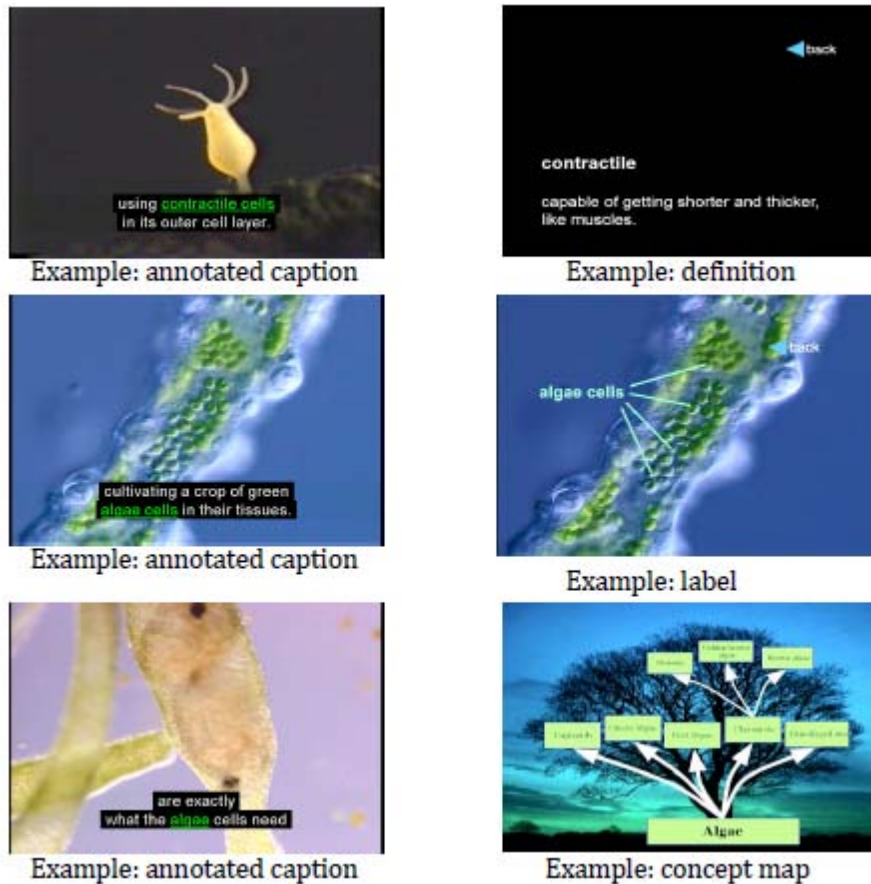 using contractile cells
in its outer cell layer.
Example: annotated caption
back
contractile
capable of getting shorter and thicker,
like muscles.
Example: definition
cultivating a crop of green
algae cells in their tissues.
Example: annotated caption
back
algae cells
Example: label
are exactly
what the algae cells need
Example: annotated caption
Algae
Example: concept map